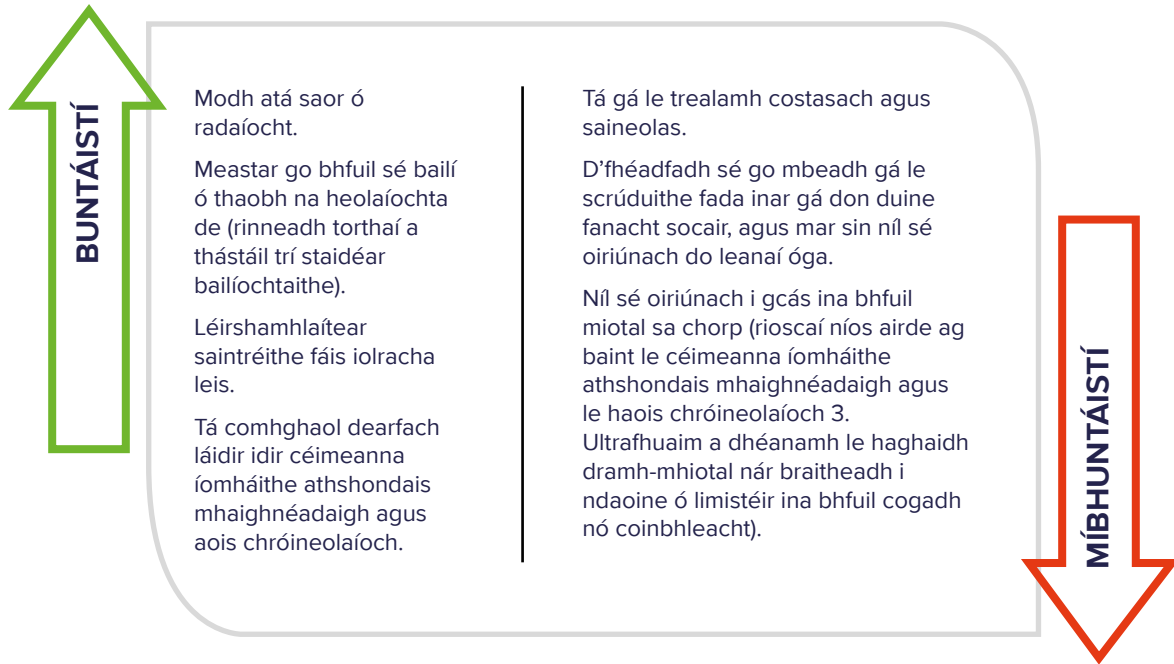 BUNTÁISTÍ
Modh atá saor ó
radaíocht.
Meastar go bhfuil sé bailí
ó thaobh na heolaíochta
de (rinneadh torthaí a
thástáil trí staidéar
bailíochtaithe).
Léirshamhlaítear
saintréithe fáis iolracha
leis.
Tá comhghaol dearfach
láidir idir céimeanna
íomháithe athshondais
mhaighnéadaigh agus
aois chróineolaíoch.
Tá gá le trealamh costasach agus
saineolas.
D’fhéadfadh sé go mbeadh gá le
scrúduithe fada inar gá don duine
fanacht socair, agus mar sin níl sé
oiriúnach do leanaí óga.
Níl sé oiriúnach i gcás ina bhfuil
miotal sa chorp (rioscaí níos airde ag
baint le céimeanna íomháithe
athshondais mhaighnéadaigh agus
le haois chróineolaíoch 3.
Ultrafhuaim a dhéanamh le haghaidh
dramh-mhiotal nár braitheadh i
ndaoine ó limistéir ina bhfuil cogadh
nó coinbhleacht).
MÍBHUNTÁISTÍ